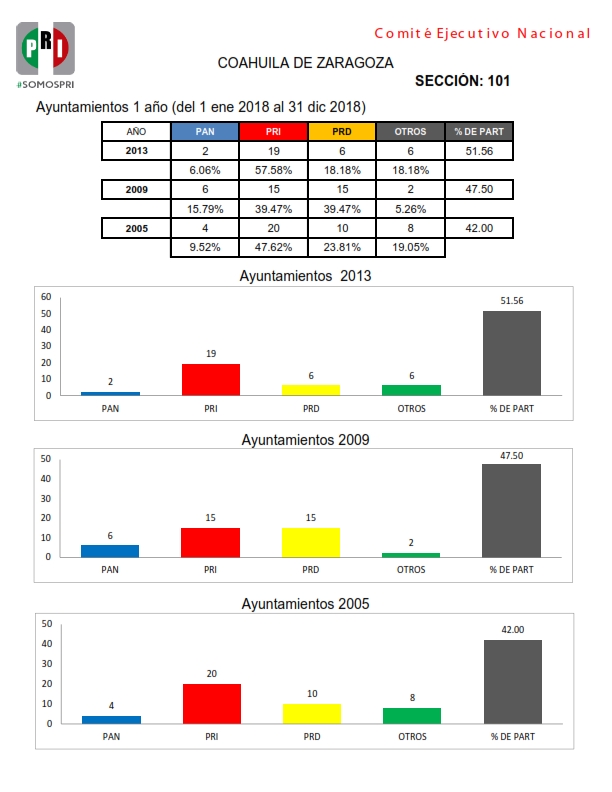 Comité Ejecutivo Nacional
PRI
#SOMOSPRI
COAHUILA DE ZARAGOZA
SECCIÓN: 101
Ayuntamientos 1 año (del 1 ene 2018 al 31 dic 2018)
AÑO PAN PRI PRD OTROS % DE PART
2013 2 19 6 6 51.56
6.06% 57.58% 18.18% 18.18%
2009 6 15 15 2 47.50
15.79% 39.47% 39.47% 5.26%
2005 4 20 10 8 42.00
9.52% 47.62% 23.81% 19.05%
Ayuntamientos 2013
60
50
40
30
20
10
0
2 19 6 6 51.56
PAN PRI PRD OTROS % DE PART
Ayuntamientos 2009
50
40
30
20
10
0
6 15 15 2 47.50
PAN PRI PRD OTROS % DE PART
Ayuntamientos 2005
50
40
30
20
10
0
4 20 10 8 42.00
PAN PRI PRD OTROS % DE PART